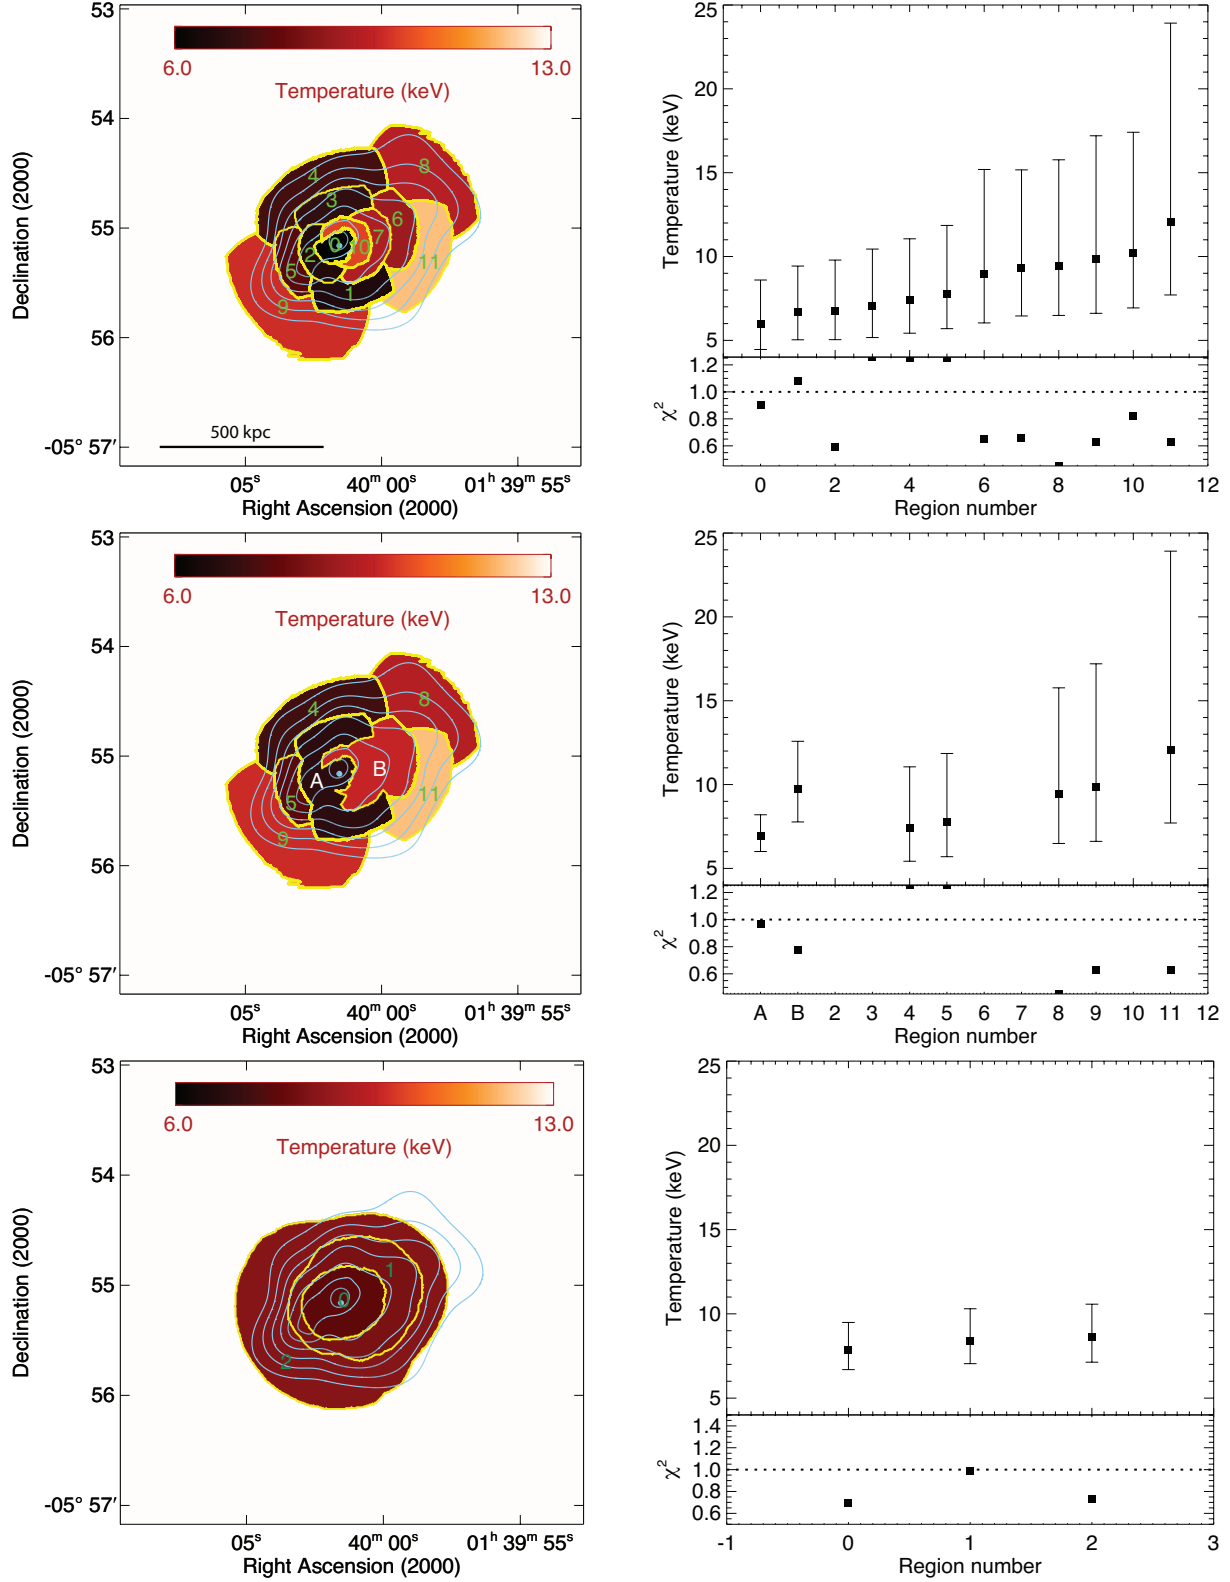 53
54
55
56
-05° 57′
Declination (2000)
6.0
13.0
Temperature (keV)
4
8
3
6
7
0
10
2
5
11
1
9
500 kpc
05ˢ
40ᵐ 00ˢ
01ʰ 39ᵐ 55ˢ
Right Ascension (2000)
25
20
15
10
5
Temperature (keV)
1.2
1.0
0.8
0.6
χ²
0 2 4 6 8 10 12
Region number
53
54
55
56
-05° 57′
Declination (2000)
6.0
13.0
Temperature (keV)
4
8
A
B
5
11
9
05ˢ
40ᵐ 00ˢ
01ʰ 39ᵐ 55ˢ
Right Ascension (2000)
25
20
15
10
5
Temperature (keV)
1.2
1.0
0.8
0.6
χ²
A B 2 3 4 5 6 7 8 9 10 11 12
Region number
53
54
55
56
-05° 57′
Declination (2000)
6.0
13.0
Temperature (keV)
1
0
2
05ˢ
40ᵐ 00ˢ
01ʰ 39ᵐ 55ˢ
Right Ascension (2000)
25
20
15
10
5
Temperature (keV)
1.4
1.2
1.0
0.8
0.6
χ²
-1 0 1 2 3
Region number